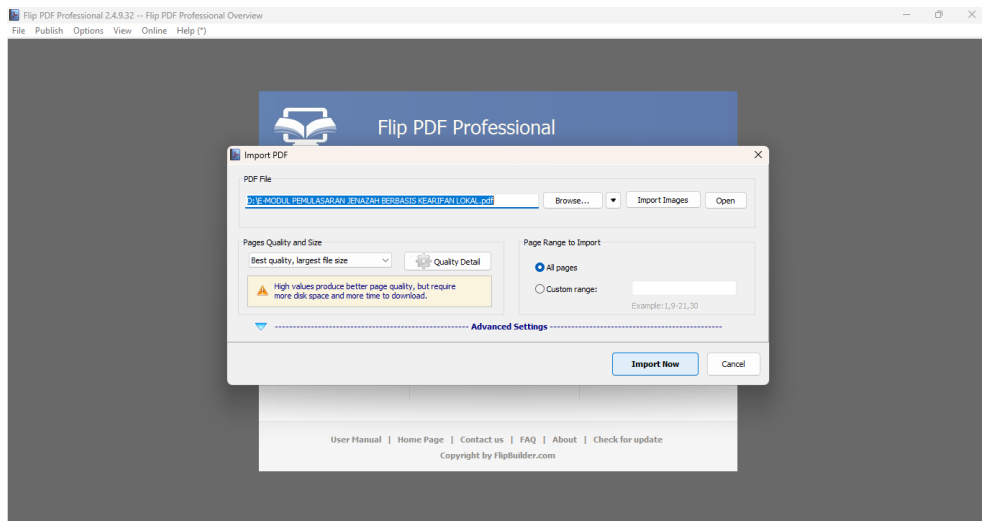 Flip PDF Professional 2.4.9.32 -- Flip PDF Professional Overview
File Publish Options View Online Help (*)
Flip PDF Professional
Import PDF
PDF File
D:\E-MODUL PEMULASARAN JENAZAH BERBASIS KEARIFAN LOKAL.pdf Browse... Import Images Open
Pages Quality and Size Page Range to Import
Best quality, largest file size Quality Detail
All pages
High values produce better page quality, but require
more disk space and more time to download.
Custom range:
Example:1,9-21,30
Advanced Settings
Import Now Cancel
User Manual | Home Page | Contact us | FAQ | About | Check for update
Copyright by FlipBuilder.com